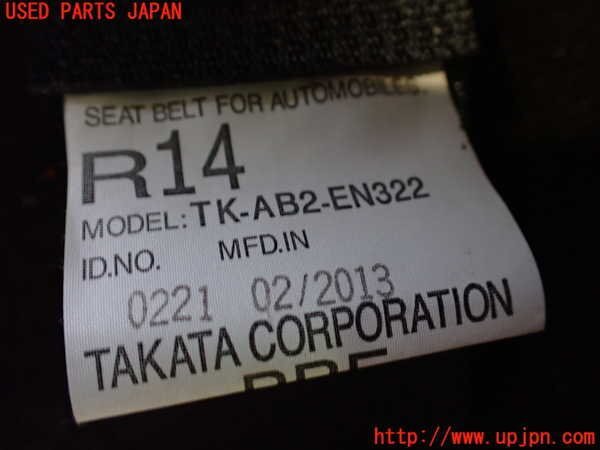 USED PARTS JAPAN
SEAT BELT FOR AUTOMOBILES
R14
MODEL: TK-AB2-EN322
ID.NO. MFD.IN
0221 02/2013
TAKATA CORPORATION
http://www.upjpn.com